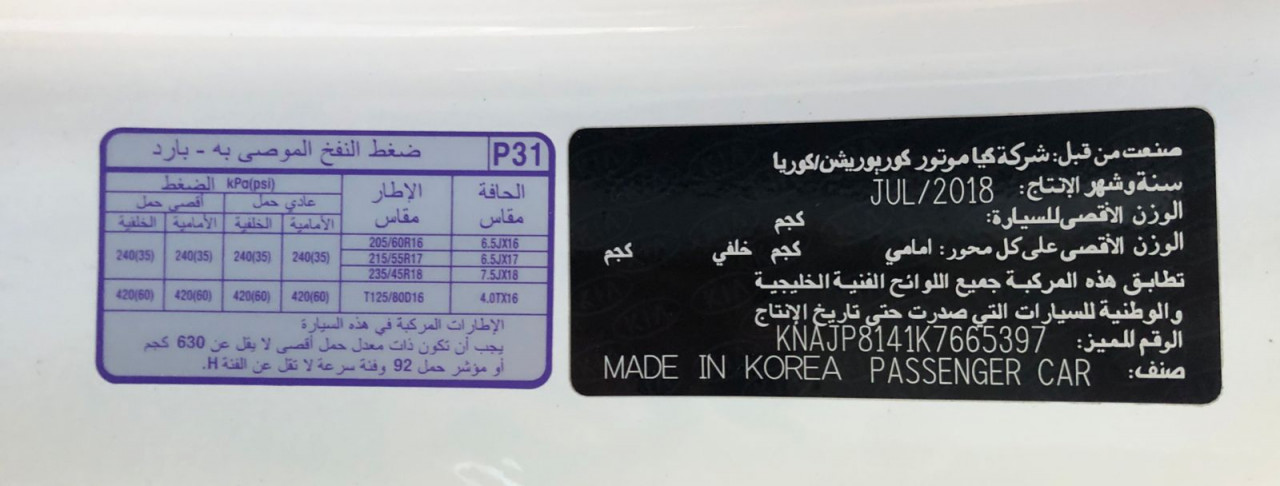 P31 ضغط النفخ الموصى به - بارد
الحافة مقاس
الإطار مقاس
الضغط kPa(psi)
عادي حمل أقصى حمل
الأمامية الخلفية الأمامية الخلفية
6.5JX16 205/60R16
6.5JX17 215/55R17
7.5JX18 235/45R18
240(35) 240(35) 240(35) 240(35)
4.0TX16 T125/80D16 420(60) 420(60) 420(60) 420(60)
الإطارات المركبة في هذه السيارة
يجب أن تكون ذات معدل حمل أقصى لا يقل عن 630 كجم
أو مؤشر حمل 92 وفئة سرعة لا تقل عن الفئة H.
صنعت من قبل: شركة كيا موتور كوربوريشن/كوريا
سنة وشهر الإنتاج: JUL/2018
الوزن الأقصى للسيارة: كجم
الوزن الأقصى على كل محور: امامي كجم خلفي كجم
تطابق هذه المركبة جميع اللوائح الفنية الخليجية
والوطنية للسيارات التي صدرت حتى تاريخ الإنتاج
الرقم المميز: KNAJP8141K7665397
صنف: MADE IN KOREA PASSENGER CAR